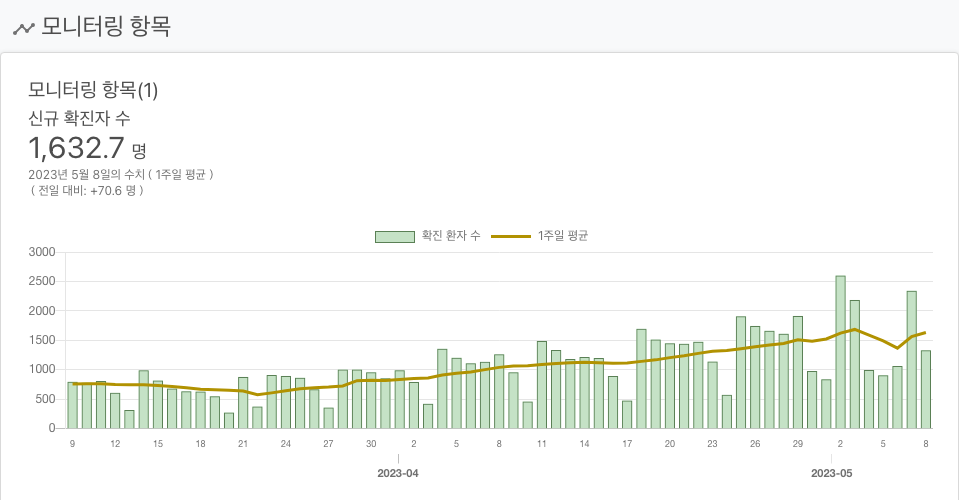 모니터링 항목
모니터링 항목(1)
신규 확진자 수
1,632.7 명
2023년 5월 8일의 수치 ( 1주일 평균 )
( 전일 대비: +70.6 명 )
확진 환자 수 1주일 평균
3000
2500
2000
1500
1000
500
0
9 12 15 18 21 24 27 30 2 5 8 11 14 17 20 23 26 29 2 5 8
2023-04 2023-05